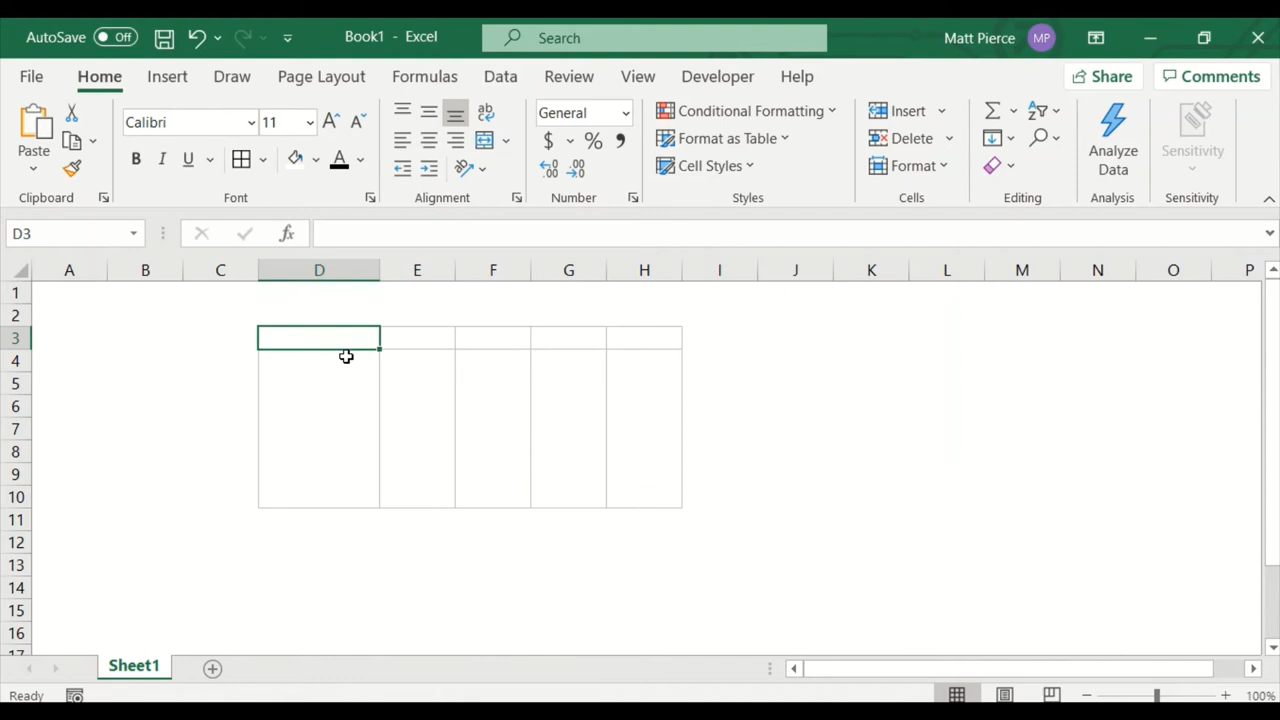 AutoSave Off Book1 - Excel Search Matt Pierce MP
File Home Insert Draw Page Layout Formulas Data Review View Developer Help Share Comments
Paste
Clipboard
Calibri 11 A A
B I U A
Font
ab
Alignment
General
$ % ,
Number
Conditional Formatting
Format as Table
Cell Styles
Styles
Insert
Delete
Format
Cells
Editing
Analyze
Data
Analysis
Sensitivity
Sensitivity
D3 fx
A B C D E F G H I J K L M N O P
1
2
3
4
5
6
7
8
9
10
11
12
13
14
15
16
17
Sheet1
Ready 100%